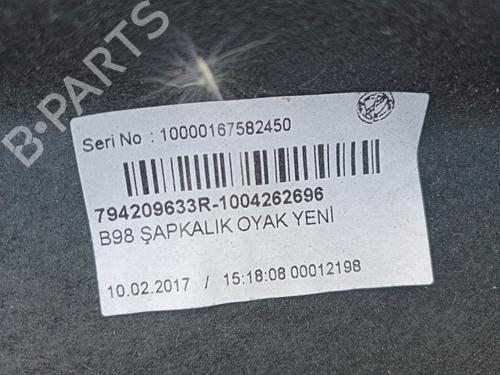 B-PARTS
Seri No : 10000167582450
794209633R-1004262696
B98 ŞAPKALIK OYAK YENİ
10.02.2017 / 15:18:08 00012198